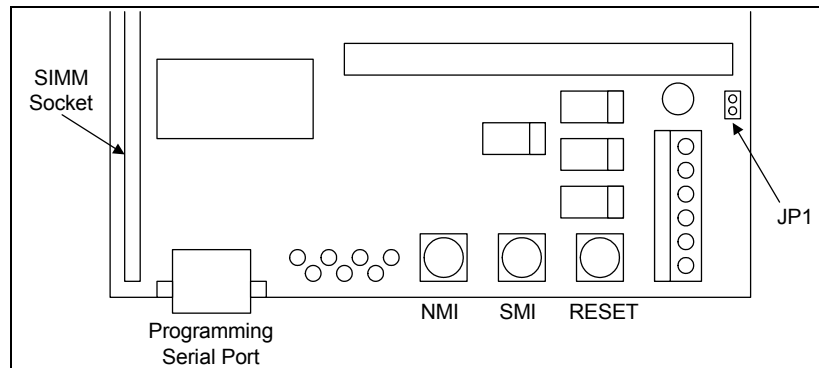 SIMM
Socket
JP1
NMI
SMI
RESET
Programming
Serial Port